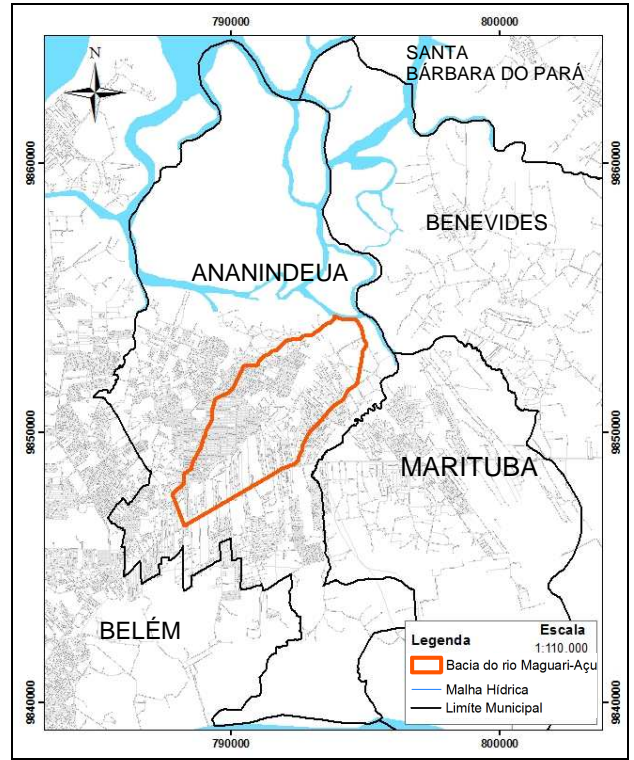 790000
800000
N
SANTA
BÁRBARA DO PARÁ
9860000
9860000
BENEVIDES
ANANINDEUA
9850000
9850000
MARITUBA
BELÉM
Legenda
Escala
1:110.000
Bacia do rio Maguari-Açu
Malha Hídrica
Limíte Municipal
9840000
9840000
790000
800000